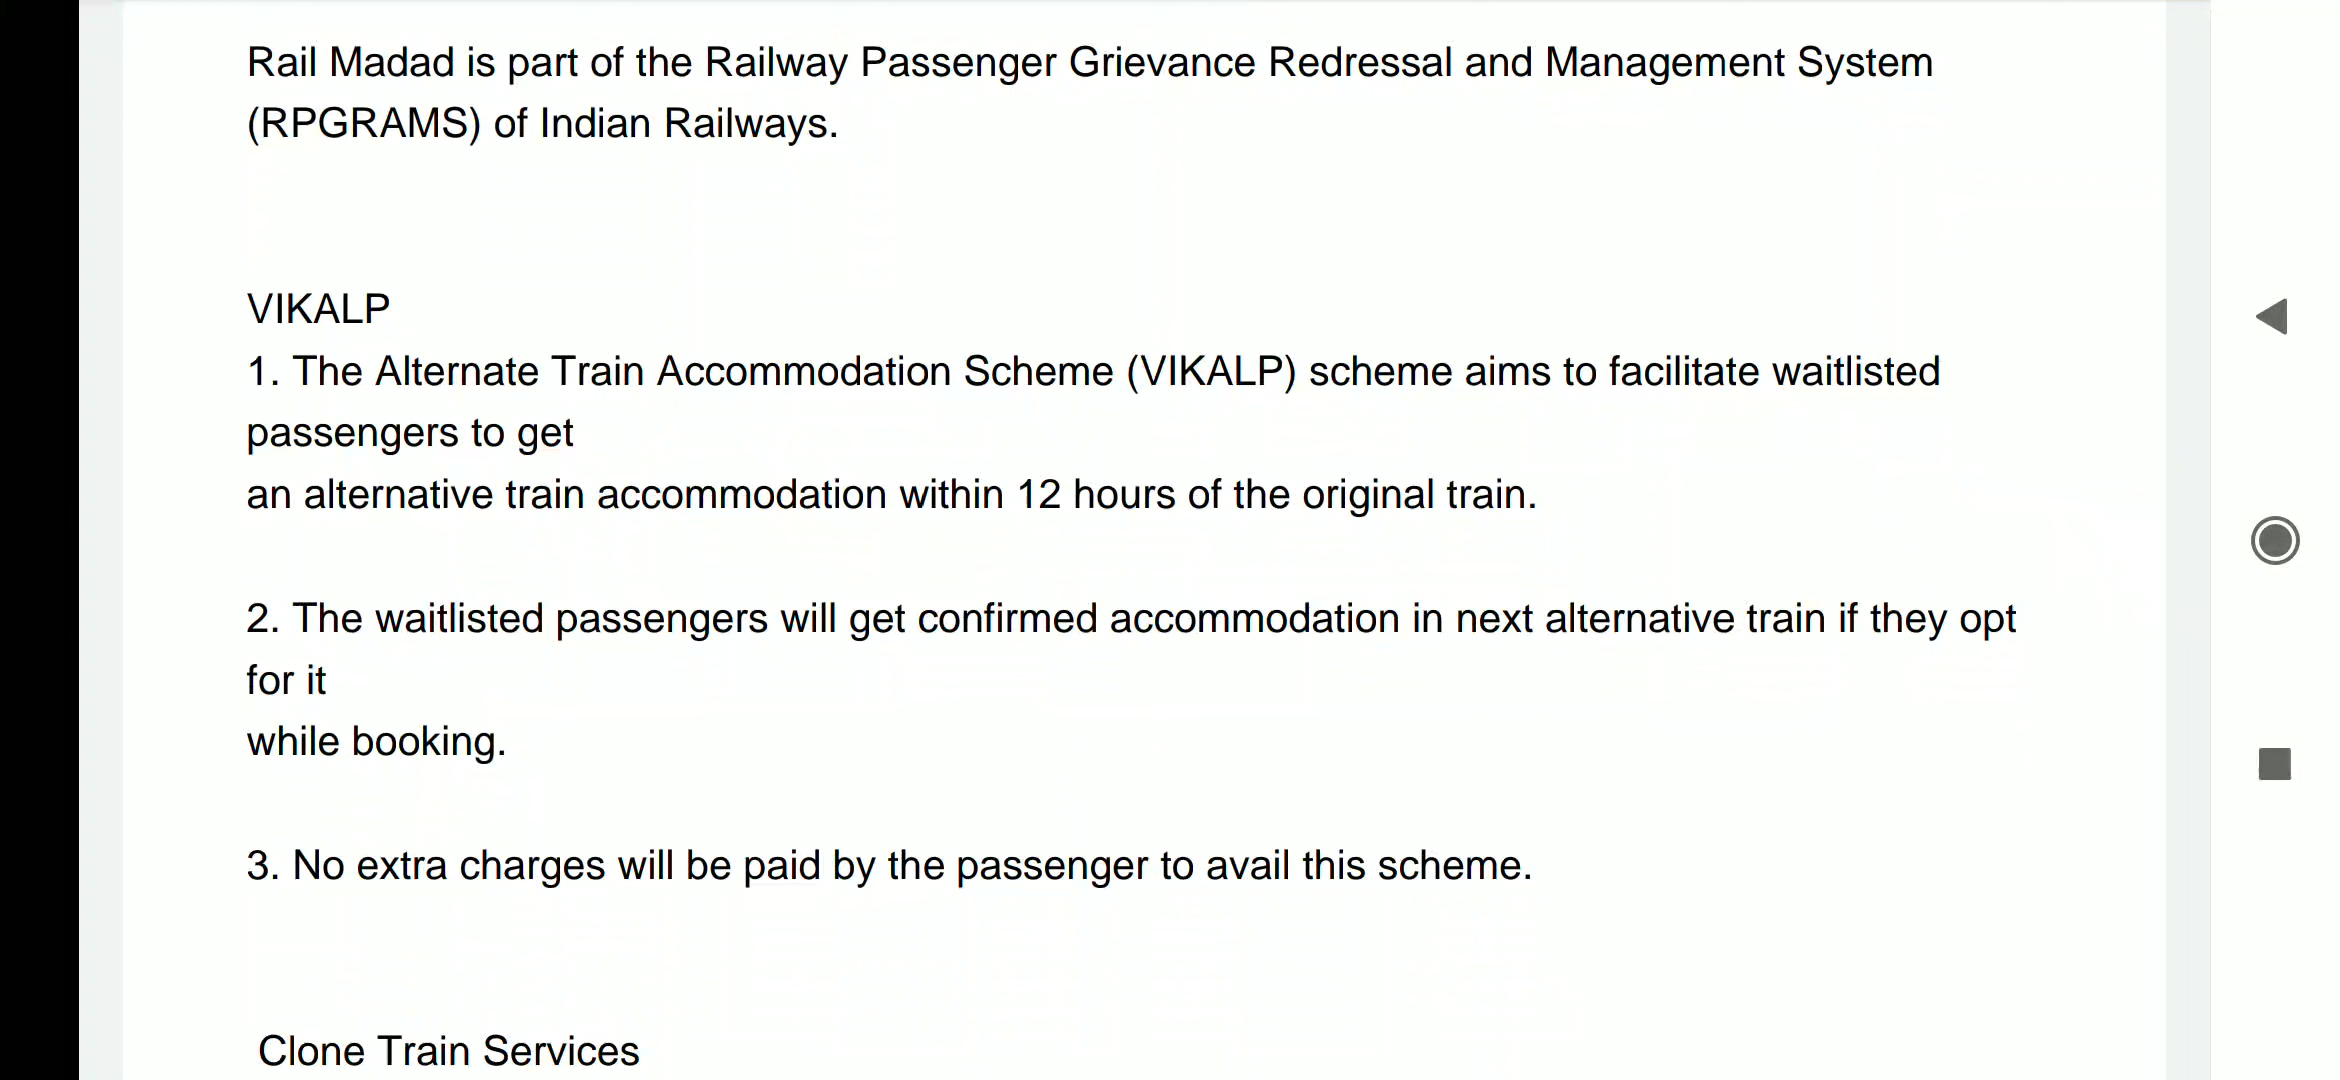 Rail Madad is part of the Railway Passenger Grievance Redressal and Management System
(RPGRAMS) of Indian Railways.
VIKALP
1. The Alternate Train Accommodation Scheme (VIKALP) scheme aims to facilitate waitlisted
passengers to get
an alternative train accommodation within 12 hours of the original train.
2. The waitlisted passengers will get confirmed accommodation in next alternative train if they opt
for it
while booking.
3. No extra charges will be paid by the passenger to avail this scheme.
Clone Train Services